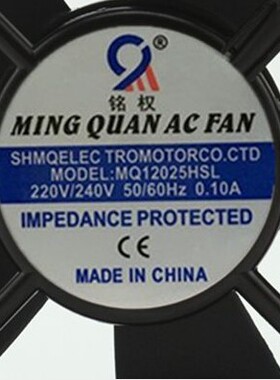 ®
铭权
MING QUAN AC FAN
SHMQELEC TROMOTORCO.CTD
MODEL:MQ12025HSL
220V/240V 50/60Hz 0.10A
IMPEDANCE PROTECTED
CE
MADE IN CHINA